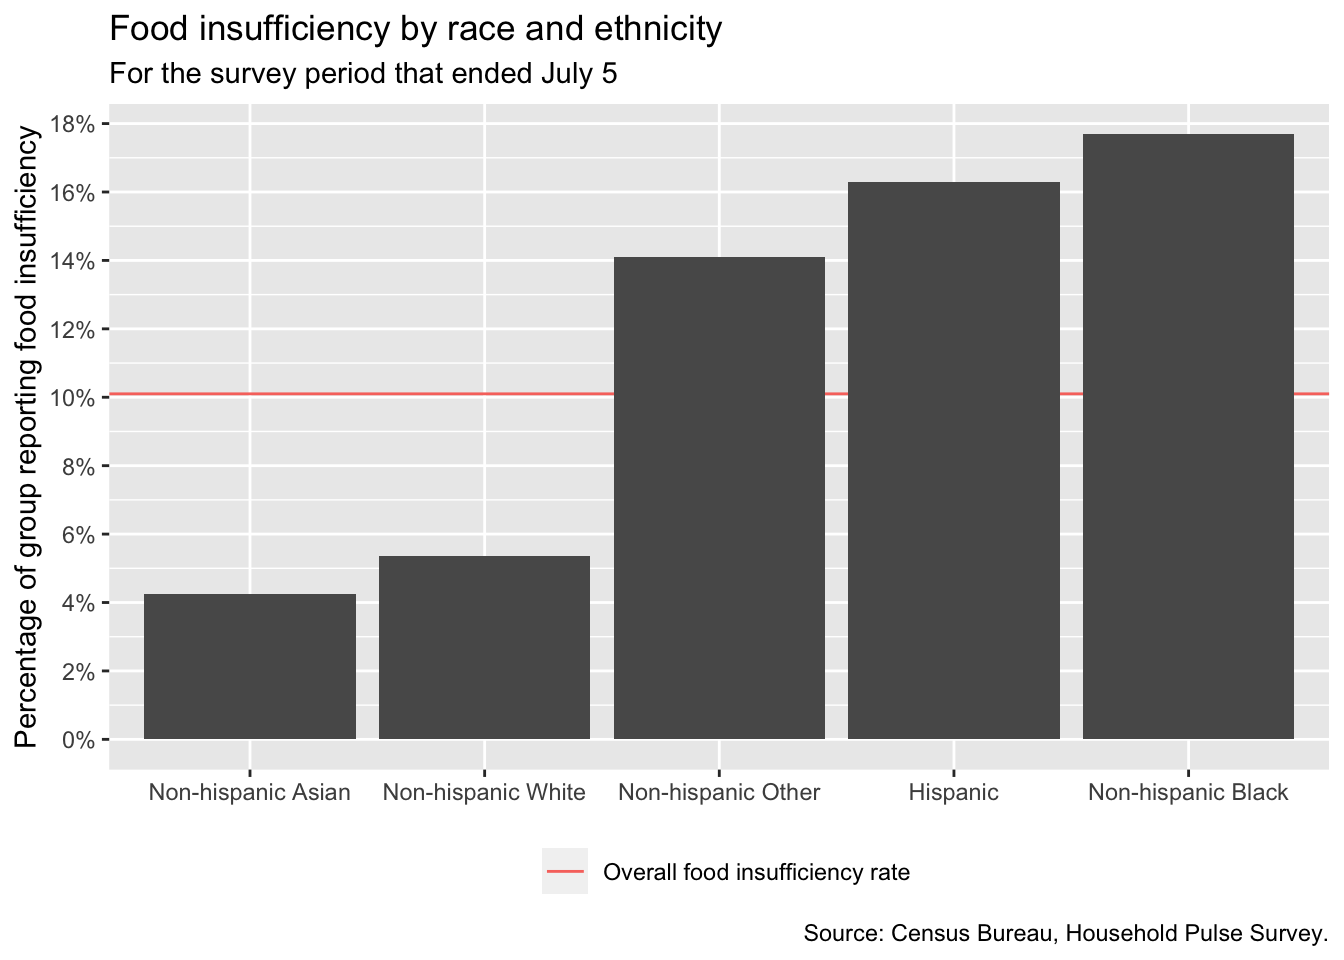 Food insufficiency by race and ethnicity
For the survey period that ended July 5
Percentage of group reporting food insufficiency
18%
16%
14%
12%
10%
8%
6%
4%
2%
0%
Non-hispanic Asian
Non-hispanic White
Non-hispanic Other
Hispanic
Non-hispanic Black
Overall food insufficiency rate
Source: Census Bureau, Household Pulse Survey.